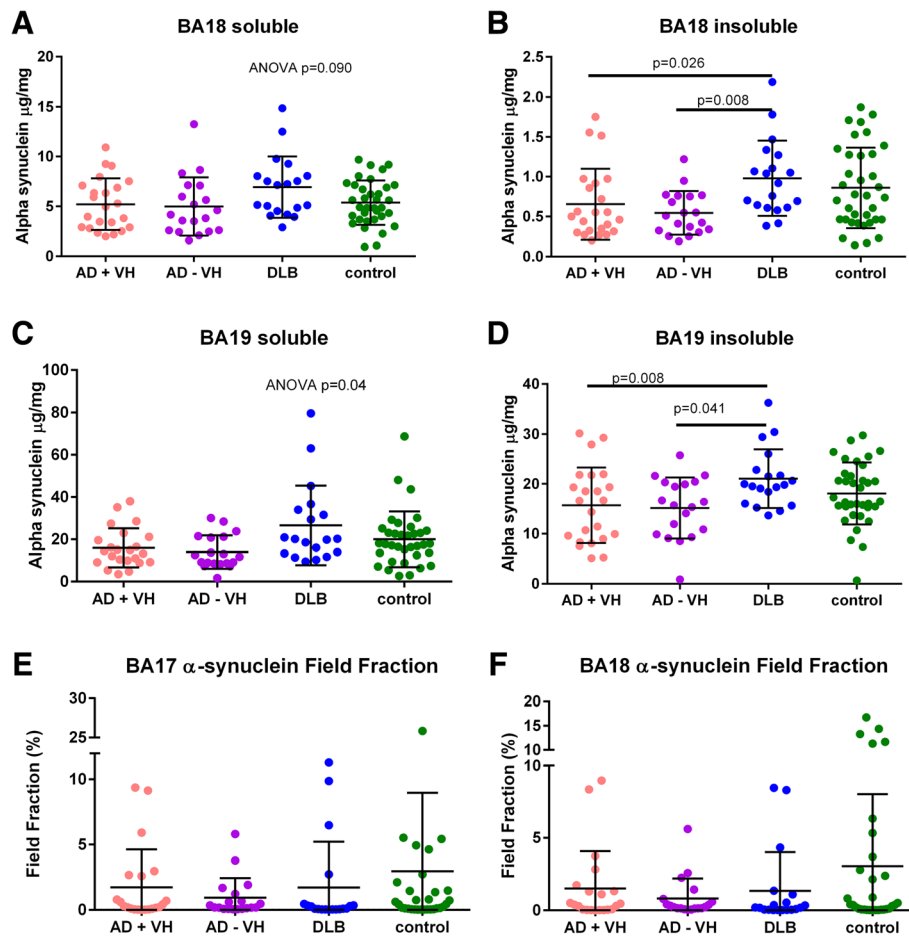 A
BA18 soluble
ANOVA p=0.090
Alpha synuclein µg/mg
20
15
10
5
0
AD + VH AD - VH DLB control
B
BA18 insoluble
p=0.026
p=0.008
Alpha synuclein µg/mg
2.5
2.0
1.5
1.0
0.5
0.0
AD + VH AD - VH DLB control
C
BA19 soluble
ANOVA p=0.04
Alpha synuclein µg/mg
100
80
60
40
20
0
AD + VH AD - VH DLB control
D
BA19 insoluble
p=0.008
p=0.041
Alpha synuclein µg/mg
40
30
20
10
0
AD + VH AD - VH DLB control
E
BA17 α-synuclein Field Fraction
Field Fraction (%)
30
25
10
5
0
AD + VH AD - VH DLB control
F
BA18 α-synuclein Field Fraction
Field Fraction (%)
20
15
10
10
5
0
AD + VH AD - VH DLB control